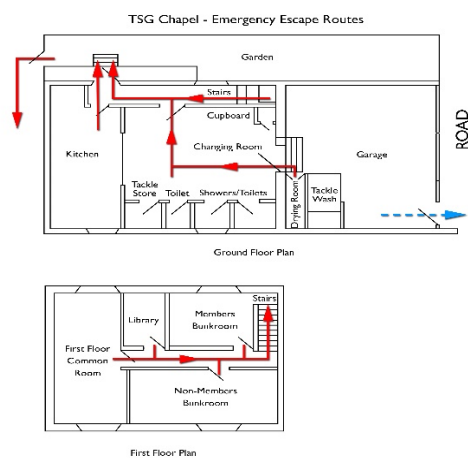 TSG Chapel - Emergency Escape Routes
Garden
Stairs
Cupboard
ROAD
Kitchen
Changing Room
Garage
Tackle
Store
Toilet
Showers/Toilets
Drying Room
Tackle
Wash
Ground Floor Plan
Stairs
Library
Members
Bunkroom
First Floor
Common
Room
Non-Members
Bunkroom
First Floor Plan